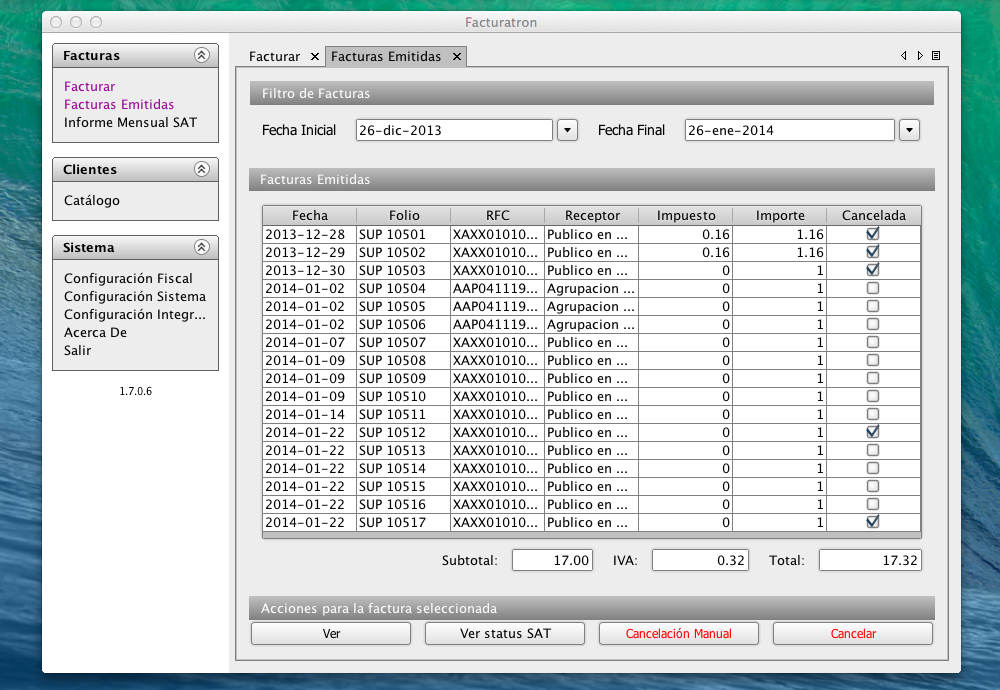 Facturatron
Facturas
Facturar
Facturas Emitidas
Informe Mensual SAT
Clientes
Catálogo
Sistema
Configuración Fiscal
Configuración Sistema
Configuración Integr...
Acerca De
Salir
1.7.0.6
Facturar Facturas Emitidas
Filtro de Facturas
Fecha Inicial 26-dic-2013 Fecha Final 26-ene-2014
Facturas Emitidas
Fecha Folio RFC Receptor Impuesto Importe Cancelada
2013-12-28 SUP 10501 XAXX01010... Publico en ... 0.16 1.16
2013-12-29 SUP 10502 XAXX01010... Publico en ... 0.16 1.16
2013-12-30 SUP 10503 XAXX01010... Publico en ... 0 1
2014-01-02 SUP 10504 AAP041119... Agrupacion ... 0 1
2014-01-02 SUP 10505 AAP041119... Agrupacion ... 0 1
2014-01-02 SUP 10506 AAP041119... Agrupacion ... 0 1
2014-01-07 SUP 10507 XAXX01010... Publico en ... 0 1
2014-01-09 SUP 10508 XAXX01010... Publico en ... 0 1
2014-01-09 SUP 10509 XAXX01010... Publico en ... 0 1
2014-01-09 SUP 10510 XAXX01010... Publico en ... 0 1
2014-01-14 SUP 10511 XAXX01010... Publico en ... 0 1
2014-01-22 SUP 10512 XAXX01010... Publico en ... 0 1
2014-01-22 SUP 10513 XAXX01010... Publico en ... 0 1
2014-01-22 SUP 10514 XAXX01010... Publico en ... 0 1
2014-01-22 SUP 10515 XAXX01010... Publico en ... 0 1
2014-01-22 SUP 10516 XAXX01010... Publico en ... 0 1
2014-01-22 SUP 10517 XAXX01010... Publico en ... 0 1
Subtotal: 17.00 IVA: 0.32 Total: 17.32
Acciones para la factura seleccionada
Ver Ver status SAT Cancelación Manual Cancelar